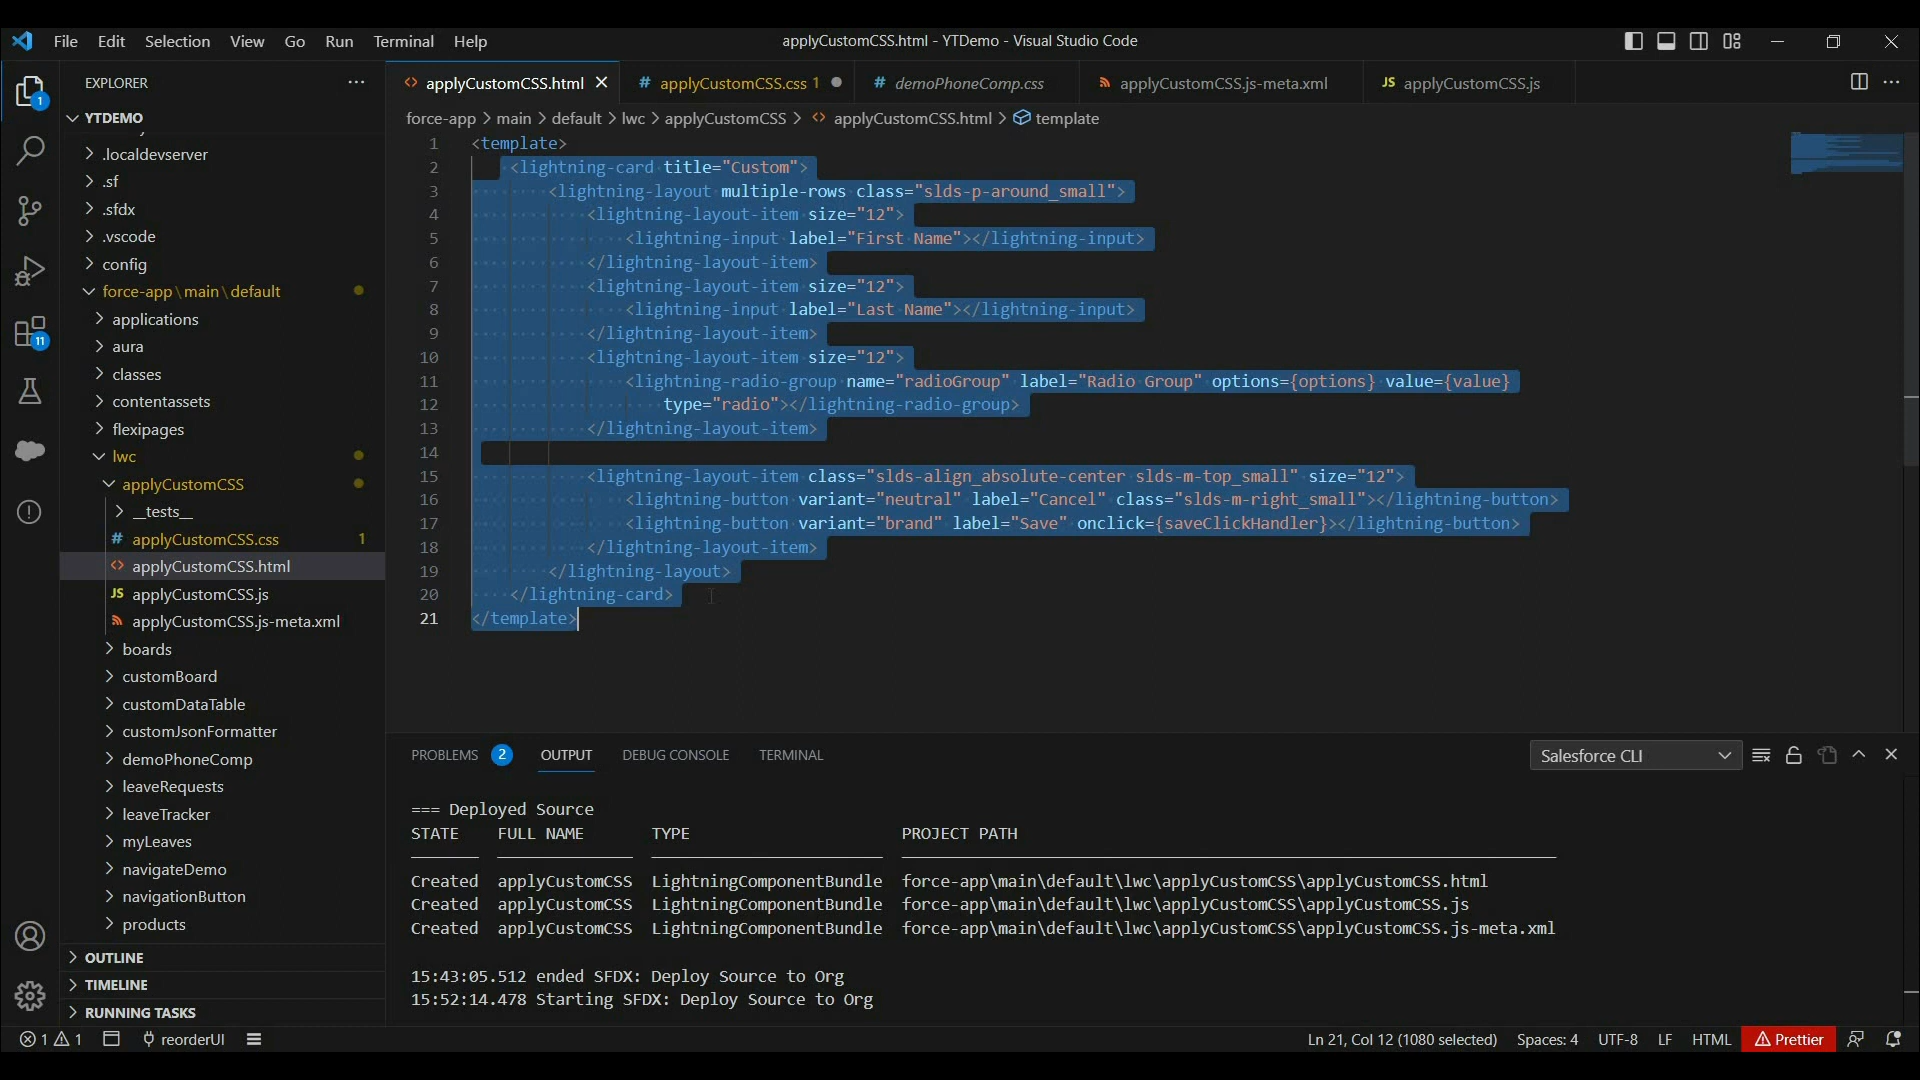 File Edit Selection View Go Run Terminal Help
applyCustomCSS.html - YTDemo - Visual Studio Code
EXPLORER
YTDEMO
.localdevserver
.sf
.sfdx
.vscode
config
force-app\main\default
applications
aura
classes
contentassets
flexipages
lwc
applyCustomCSS
__tests__
# applyCustomCSS.css 1
<> applyCustomCSS.html
JS applyCustomCSS.js
applyCustomCSS.js-meta.xml
boards
customBoard
customDataTable
customJsonFormatter
demoPhoneComp
leaveRequests
leaveTracker
myLeaves
navigateDemo
navigationButton
products
OUTLINE
TIMELINE
RUNNING TASKS
1
11
<> applyCustomCSS.html # applyCustomCSS.css 1 # demoPhoneComp.css applyCustomCSS.js-meta.xml JS applyCustomCSS.js
force-app > main > default > lwc > applyCustomCSS > <> applyCustomCSS.html > template
1 <template>
2 <lightning-card title="Custom">
3 <lightning-layout multiple-rows class="slds-p-around_small">
4 <lightning-layout-item size="12">
5 <lightning-input label="First Name"></lightning-input>
6 </lightning-layout-item>
7 <lightning-layout-item size="12">
8 <lightning-input label="Last Name"></lightning-input>
9 </lightning-layout-item>
10 <lightning-layout-item size="12">
11 <lightning-radio-group name="radioGroup" label="Radio Group" options={options} value={value}
12 type="radio"></lightning-radio-group>
13 </lightning-layout-item>
14
15 <lightning-layout-item class="slds-align_absolute-center slds-m-top_small" size="12">
16 <lightning-button variant="neutral" label="Cancel" class="slds-m-right_small"></lightning-button>
17 <lightning-button variant="brand" label="Save" onclick={saveClickHandler}></lightning-button>
18 </lightning-layout-item>
19 </lightning-layout>
20 </lightning-card>
21 </template>
PROBLEMS 2 OUTPUT DEBUG CONSOLE TERMINAL
Salesforce CLI
=== Deployed Source
STATE FULL NAME TYPE PROJECT PATH
Created applyCustomCSS LightningComponentBundle force-app\main\default\lwc\applyCustomCSS\applyCustomCSS.html
Created applyCustomCSS LightningComponentBundle force-app\main\default\lwc\applyCustomCSS\applyCustomCSS.js
Created applyCustomCSS LightningComponentBundle force-app\main\default\lwc\applyCustomCSS\applyCustomCSS.js-meta.xml
15:43:05.512 ended SFDX: Deploy Source to Org
15:52:14.478 Starting SFDX: Deploy Source to Org
1 1 reorderUI
Ln 21, Col 12 (1080 selected) Spaces: 4 UTF-8 LF HTML Prettier